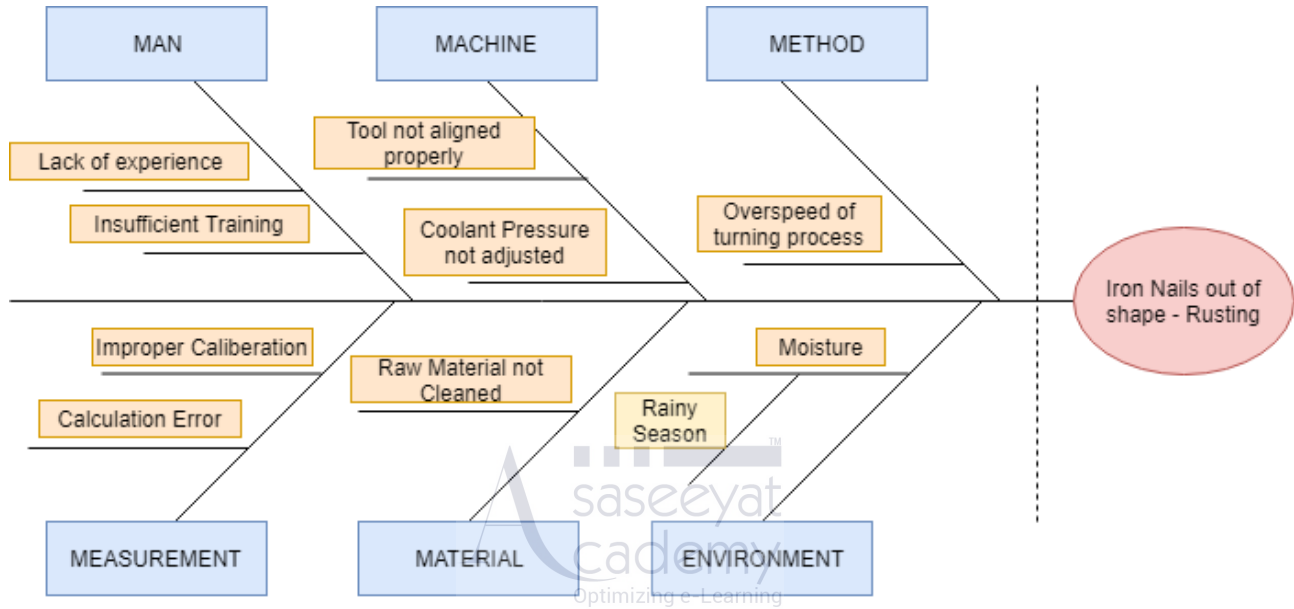 MAN
MACHINE
METHOD
Lack of experience
Insufficient Training
Tool not aligned
properly
Coolant Pressure
not adjusted
Overspeed of
turning process
Iron Nails out of
shape - Rusting
Improper Caliberation
Calculation Error
Raw Material not
Cleaned
Moisture
Rainy
Season
MEASUREMENT
MATERIAL
ENVIRONMENT
Asaseeyat
Academy
TM
Optimizing e-Learning